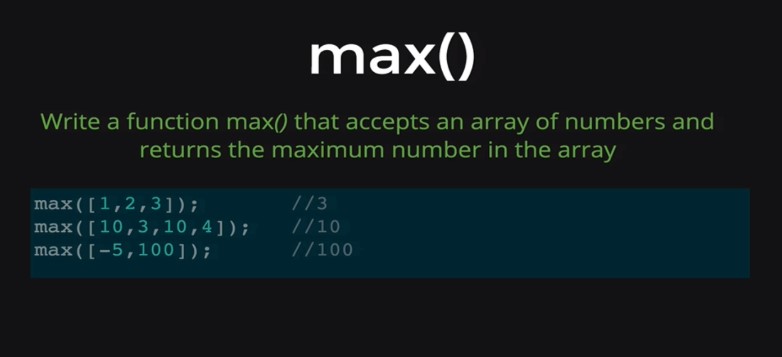 max()
Write a function max() that accepts an array of numbers and
returns the maximum number in the array
max([1,2,3]); //3
max([10,3,10,4]); //10
max([-5,100]); //100